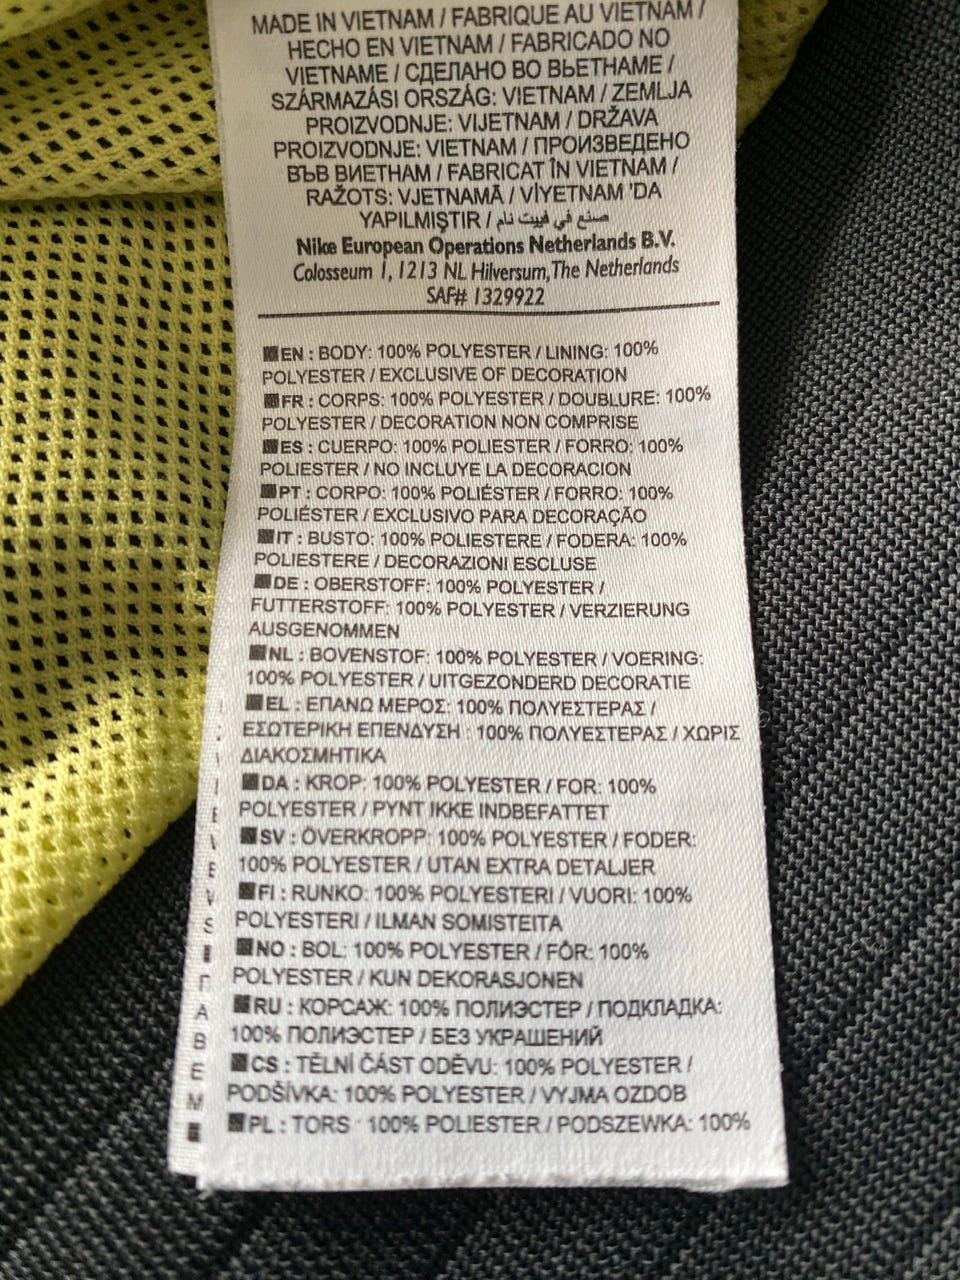 MADE IN VIETNAM / FABRIQUE AU VIETNAM /
HECHO EN VIETNAM / FABRICADO NO
VIETNAME / СДЕЛАНО ВО ВЬЕТНАМЕ /
SZÁRMAZÁSI ORSZÁG: VIETNAM / ZEMLJA
PROIZVODNJE: VIJETNAM / DRŽAVA
PROIZVODNJE: VIETNAM / ПРОИЗВЕДЕНО
ВЪВ ВИЕТНАМ / FABRICAT ÎN VIETNAM /
RAŽOTS: VJETNAMĀ / VİYETNAM 'DA
YAPILMIŞTIR / صنع في فييت نام
Nike European Operations Netherlands B.V.
Colosseum 1, 1213 NL Hilversum, The Netherlands
SAF# 1329922
EN : BODY: 100% POLYESTER / LINING: 100%
POLYESTER / EXCLUSIVE OF DECORATION
FR : CORPS: 100% POLYESTER / DOUBLURE: 100%
POLYESTER / DECORATION NON COMPRISE
ES : CUERPO: 100% POLIESTER / FORRO: 100%
POLIESTER / NO INCLUYE LA DECORACION
PT : CORPO: 100% POLIÉSTER / FORRO: 100%
POLIÉSTER / EXCLUSIVO PARA DECORAÇÃO
IT : BUSTO: 100% POLIESTERE / FODERA: 100%
POLIESTERE / DECORAZIONI ESCLUSE
DE : OBERSTOFF: 100% POLYESTER /
FUTTERSTOFF: 100% POLYESTER / VERZIERUNG
AUSGENOMMEN
NL : BOVENSTOF: 100% POLYESTER / VOERING:
100% POLYESTER / UITGEZONDERD DECORATIE
EL : ΕΠΑΝΩ ΜΕΡΟΣ: 100% ΠΟΛΥΕΣΤΕΡΑΣ /
ΕΣΩΤΕΡΙΚΗ ΕΠΕΝΔΥΣΗ : 100% ΠΟΛΥΕΣΤΕΡΑΣ / ΧΩΡΙΣ
ΔΙΑΚΟΣΜΗΤΙΚΑ
DA : KROP: 100% POLYESTER / FOR: 100%
POLYESTER / PYNT IKKE INDBEFATTET
SV : ÖVERKROPP: 100% POLYESTER / FODER:
100% POLYESTER / UTAN EXTRA DETALJER
FI : RUNKO: 100% POLYESTERI / VUORI: 100%
POLYESTERI / ILMAN SOMISTEITA
NO : BOL: 100% POLYESTER / FÔR: 100%
POLYESTER / KUN DEKORASJONEN
RU : КОРСАЖ: 100% ПОЛИЭСТЕР / ПОДКЛАДКА:
100% ПОЛИЭСТЕР / БЕЗ УКРАШЕНИЙ
CS : TĚLNÍ ČÁST ODĚVU: 100% POLYESTER /
PODŠÍVKA: 100% POLYESTER / VYJMA OZDOB
PL : TORS : 100% POLIESTER / PODSZEWKA: 100%